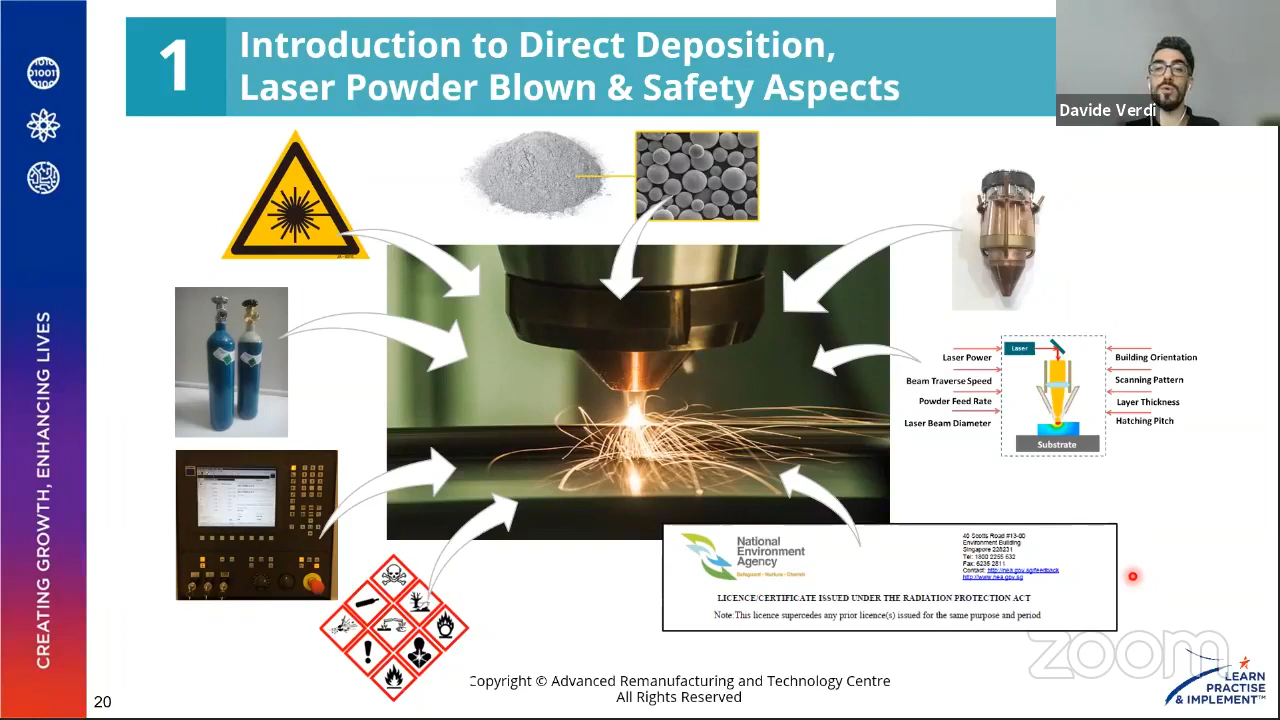 1
Introduction to Direct Deposition,
Laser Powder Blown & Safety Aspects
Davide Verdi
CREATING GROWTH, ENHANCING LIVES
Laser
Laser Power
Beam Traverse Speed
Powder Feed Rate
Laser Beam Diameter
Building Orientation
Scanning Pattern
Layer Thickness
Hatching Pitch
Substrate
National
Environment
Agency
Safeguard • Nurture • Cherish
40 Scotts Road #13-00
Environment Building
Singapore 228231
Tel: 1800 2255 632
Fax: 6235 2611
Contact: http://nea.gov.sg/feedback
http://www.nea.gov.sg
LICENCE/CERTIFICATE ISSUED UNDER THE RADIATION PROTECTION ACT
Note: This licence supercedes any prior licence(s) issued for the same purpose and period
Copyright © Advanced Remanufacturing and Technology Centre
All Rights Reserved
20
zoom
LEARN
PRACTISE
& IMPLEMENT™